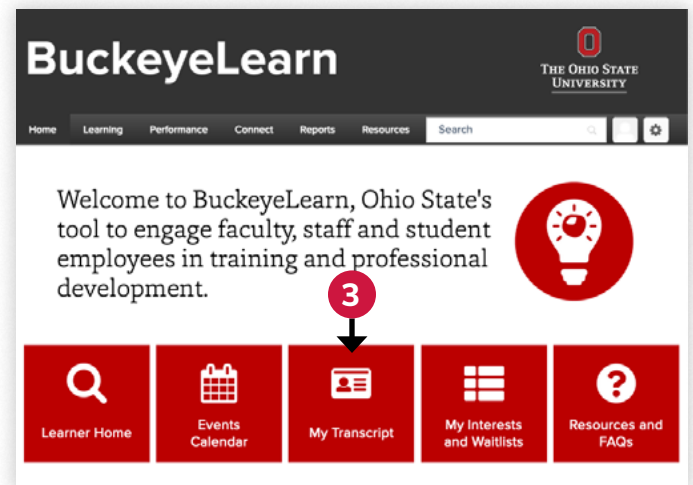 BuckeyeLearn
THE OHIO STATE
UNIVERSITY
Home Learning Performance Connect Reports Resources Search
Welcome to BuckeyeLearn, Ohio State's
tool to engage faculty, staff and student
employees in training and professional
development.
3
Learner Home
Events
Calendar
My Transcript
My Interests
and Waitlists
Resources and
FAQs